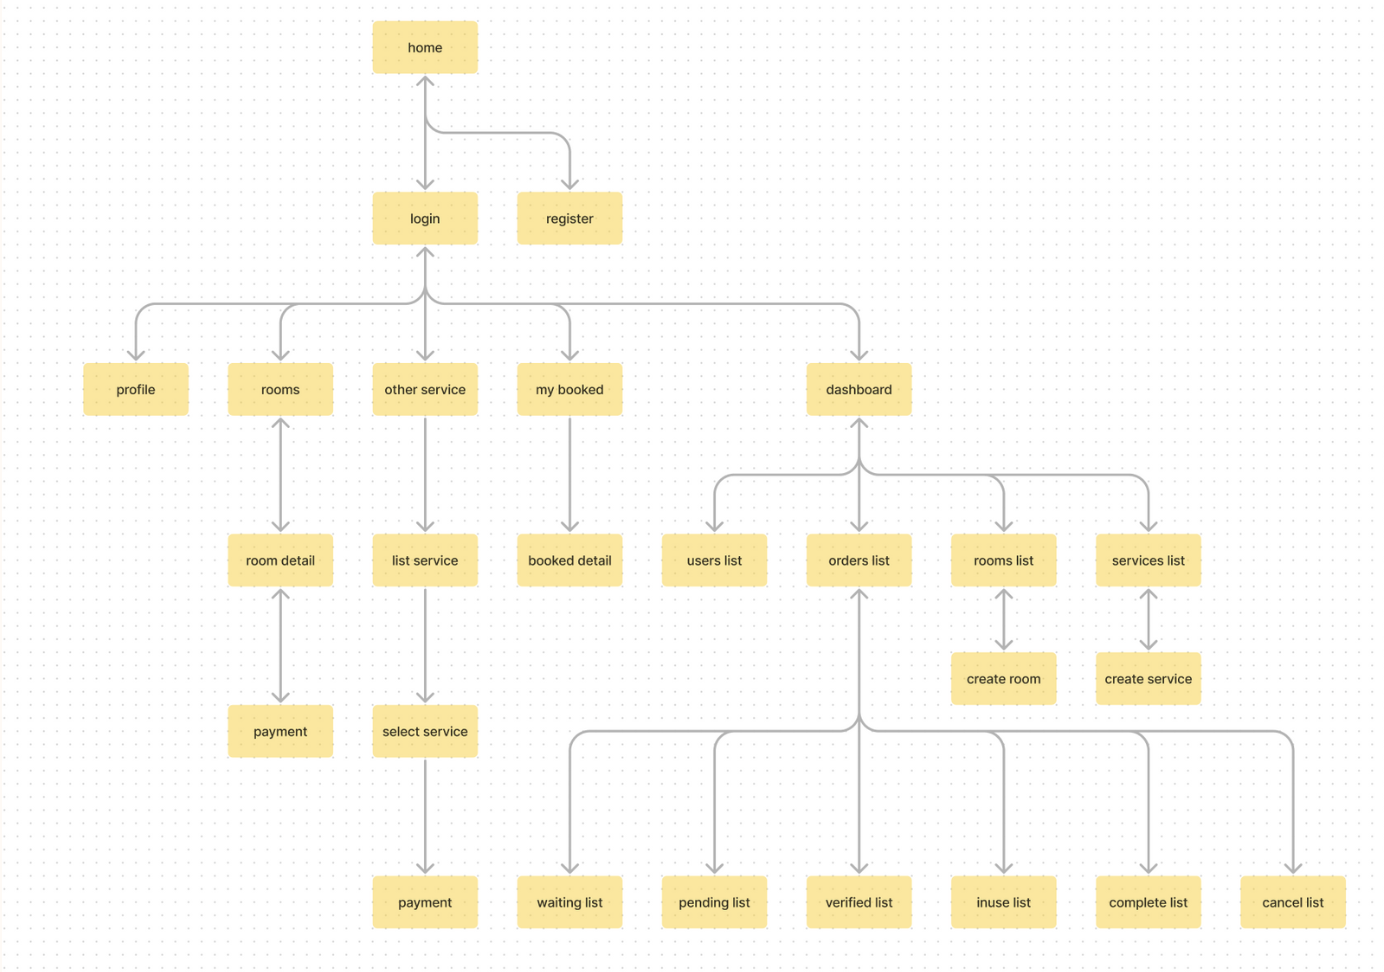 home
login
register
profile
rooms
other service
my booked
dashboard
room detail
list service
booked detail
users list
orders list
rooms list
services list
create room
create service
payment
select service
payment
waiting list
pending list
verified list
inuse list
complete list
cancel list